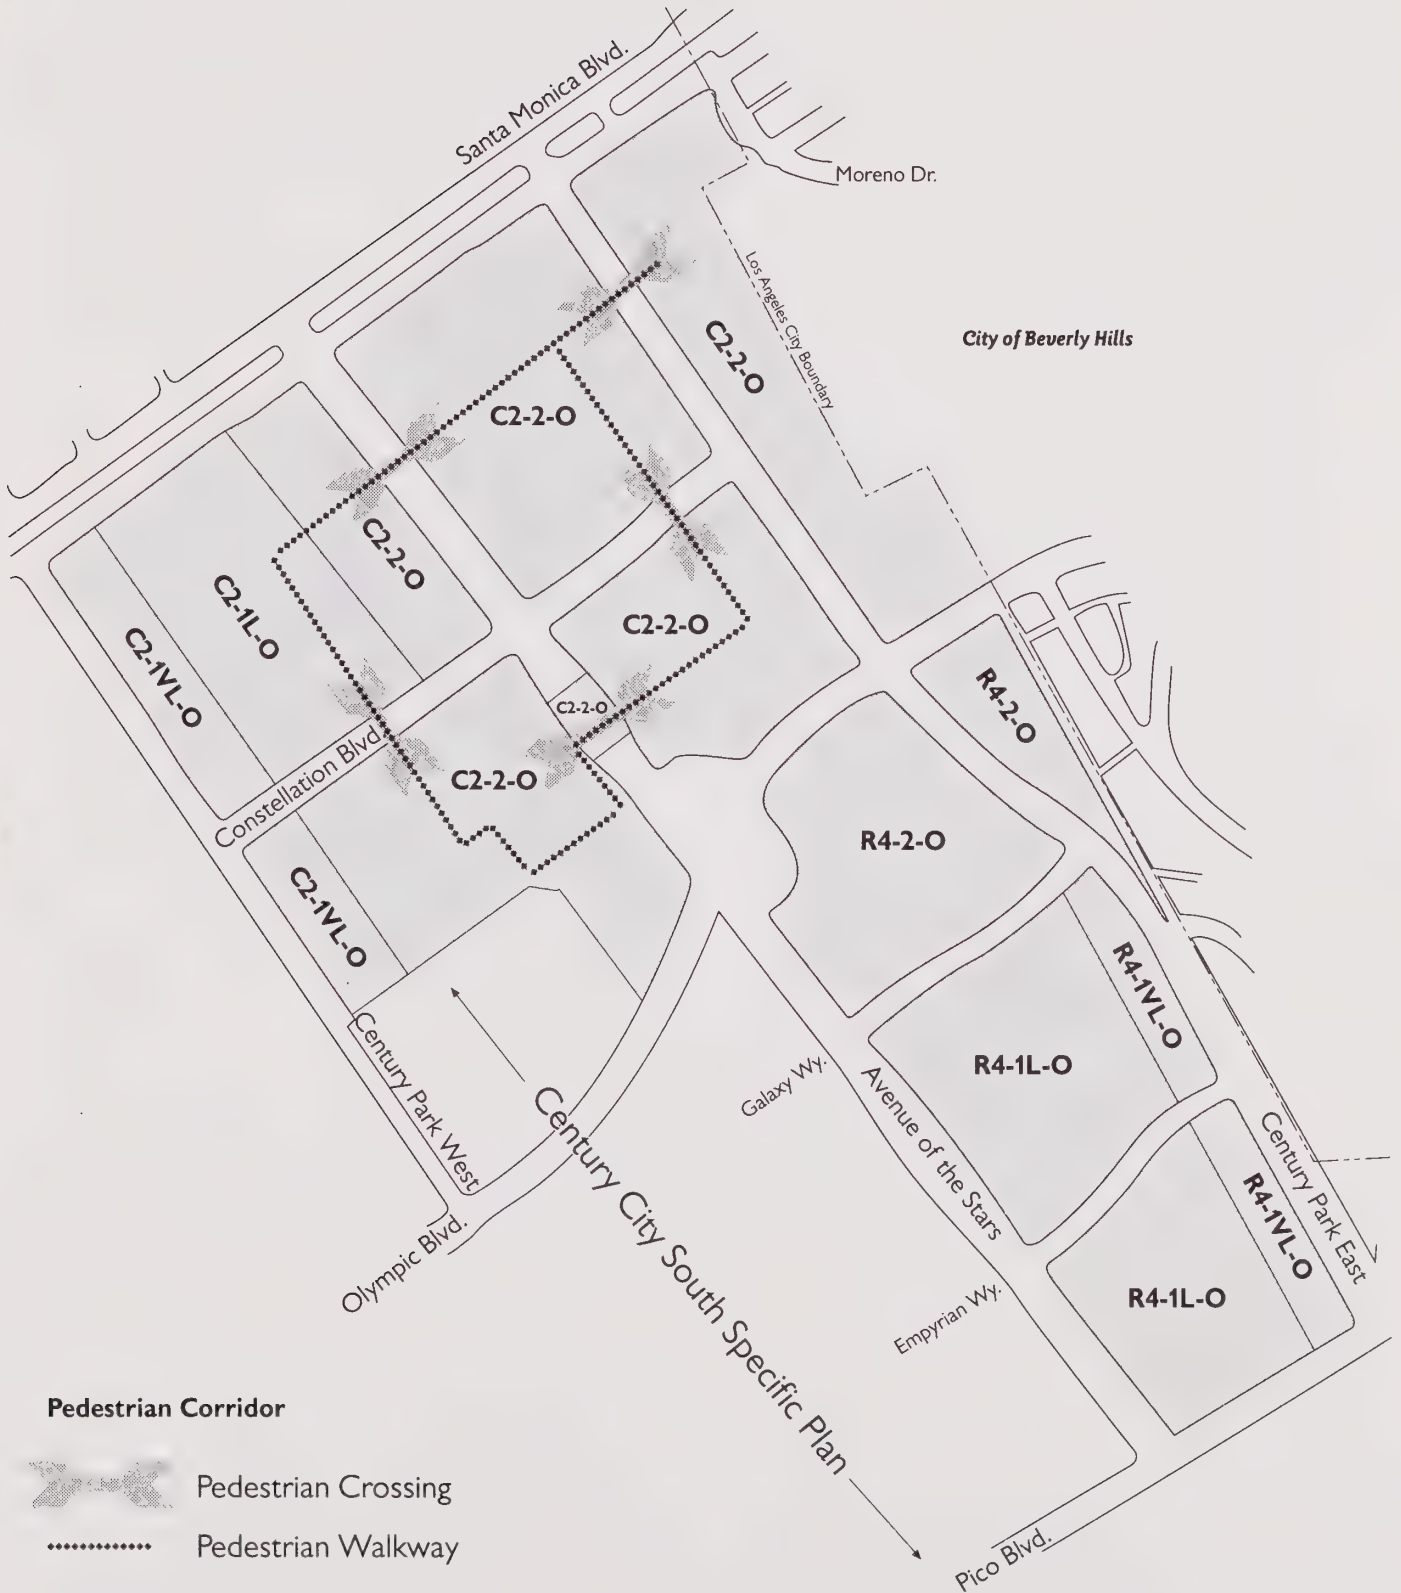 Santa Monica Blvd.
Moreno Dr.
Los Angeles City Boundary
City of Beverly Hills
C2-2-O
C2-2-O
C2-2-O
C2-1L-O
C2-1VL-O
C2-2-O
C2-2-O
R4-2-O
Constellation Blvd.
C2-2-O
R4-2-O
C2-1VL-O
R4-1VL-O
Century Park West
Galaxy Wy.
R4-1L-O
Avenue of the Stars
Century City South Specific Plan
Century Park East
R4-1VL-O
Olympic Blvd.
Empyrian Wy.
R4-1L-O
Pico Blvd.
Pedestrian Corridor
Pedestrian Crossing
Pedestrian Walkway